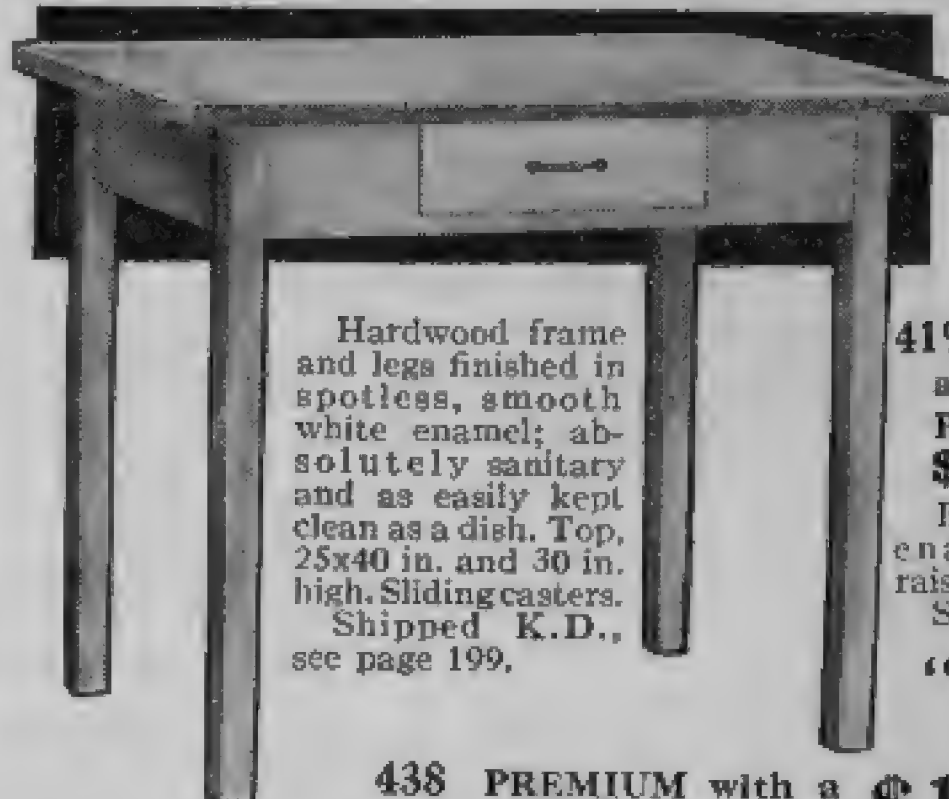 Hardwood frame
and legs finished in
spotless, smooth
white enamel; ab-
solutely sanitary
and as easily kept
clean as a dish. Top,
25x40 in. and 30 in.
high. Sliding casters.
Shipped K.D.,
see page 199.
438 PREMIUM with a